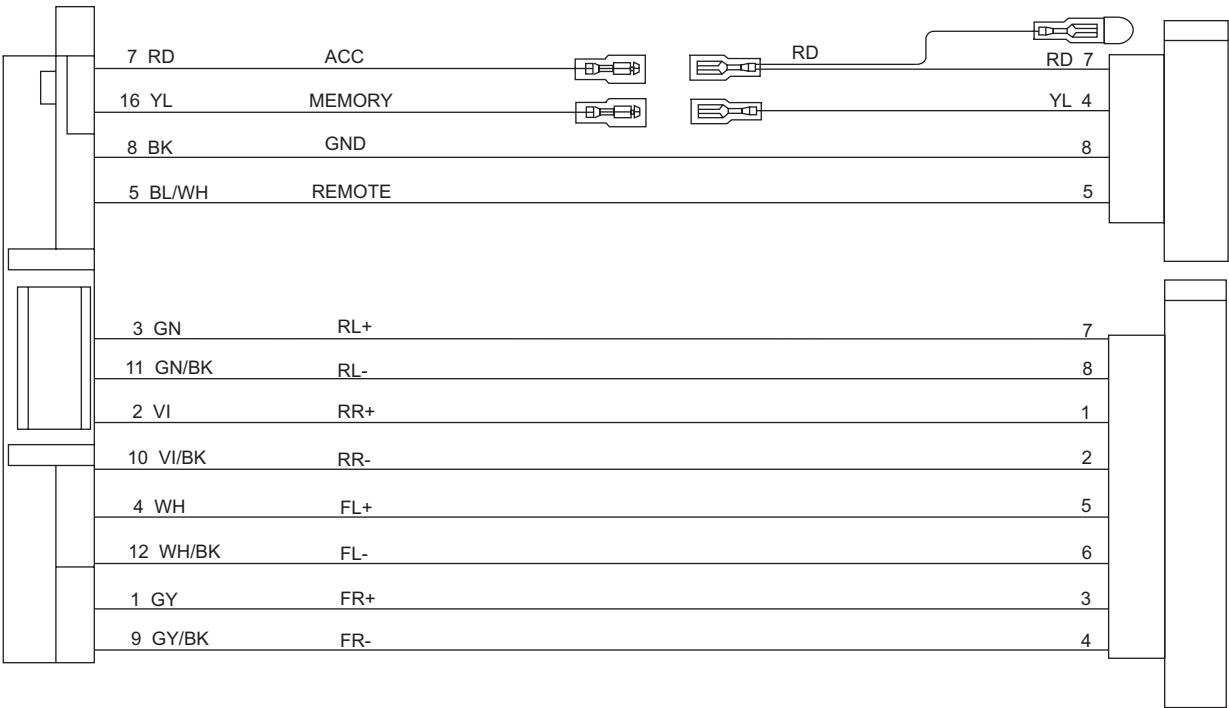 7 RD ACC RD RD 7
16 YL MEMORY YL 4
8 BK GND 8
5 BL/WH REMOTE 5
3 GN RL+ 7
11 GN/BK RL- 8
2 VI RR+ 1
10 VI/BK RR- 2
4 WH FL+ 5
12 WH/BK FL- 6
1 GY FR+ 3
9 GY/BK FR- 4